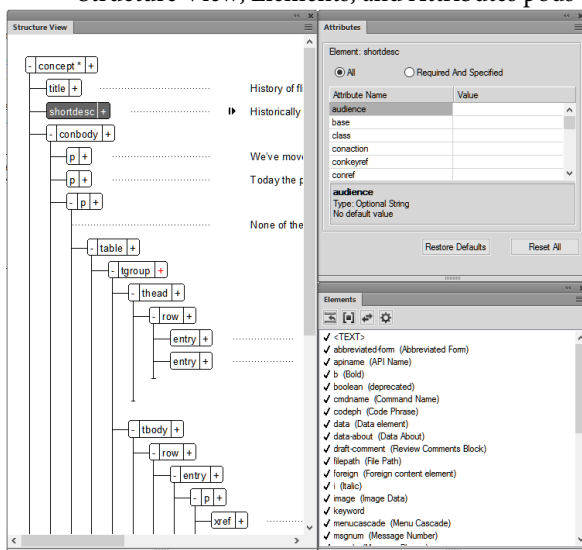 Structure View, Elements, and Attributes pods
Structure View
- concept * +
title +
History of fl
shortdesc +
Historically
- conbody +
p +
We've mov
p +
Today the p
- p +
None of the
- table +
- tgroup +
- thead +
- row +
entry +
entry +
- tbody +
- row +
- entry +
- p +
xref +
Attributes
Element: shortdesc
All
Required And Specified
Attribute Name Value
audience
base
class
conaction
conkeyref
conref
audience
Type: Optional String
No default value
Restore Defaults Reset All
Elements
<TEXT>
abbreviated-form (Abbreviated Form)
apiname (API Name)
b (Bold)
boolean (deprecated)
cmdname (Command Name)
codeph (Code Phrase)
data (Data element)
data-about (Data About)
draft-comment (Review Comments Block)
filepath (File Path)
foreign (Foreign content element)
i (Italic)
image (Image Data)
keyword
menucascade (Menu Cascade)
msgnum (Message Number)